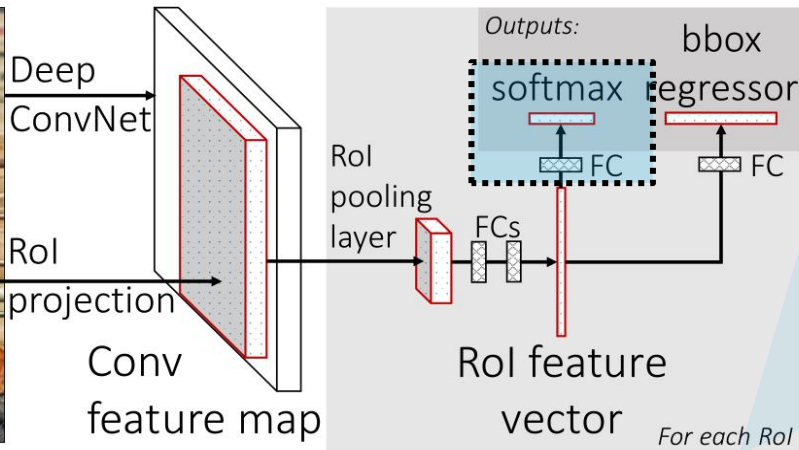 Outputs:
bbox
regressor
softmax
FC
FC
Deep
ConvNet
RoI
pooling
layer
FCs
RoI
projection
Conv
feature map
RoI feature
vector
For each RoI